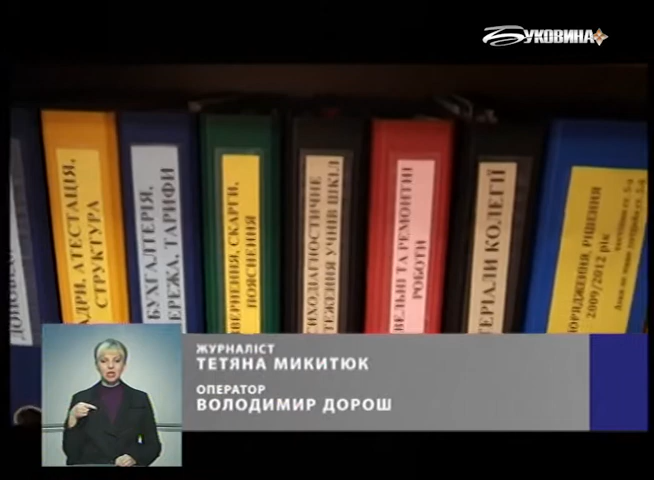 БУКОВИНА
КАДРИ, АТЕСТАЦІЯ,
СТРУКТУРА
БУХГАЛТЕРІЯ,
МЕРЕЖА, ТАРИФИ
ЗВЕРНЕННЯ, СКАРГИ,
ПОЯСНЕННЯ
ПСИХОДІАГНОСТИЧНЕ
ОБСТЕЖЕННЯ УЧНІВ ШКІЛ
БУДІВЕЛЬНІ ТА РЕМОНТНІ
РОБОТИ
МАТЕРІАЛИ КОЛЕГІЇ
РОЗПОРЯДЖЕННЯ, РІШЕННЯ
2009/2012 рік
ЖУРНАЛІСТ
ТЕТЯНА МИКИТЮК
ОПЕРАТОР
ВОЛОДИМИР ДОРОШ